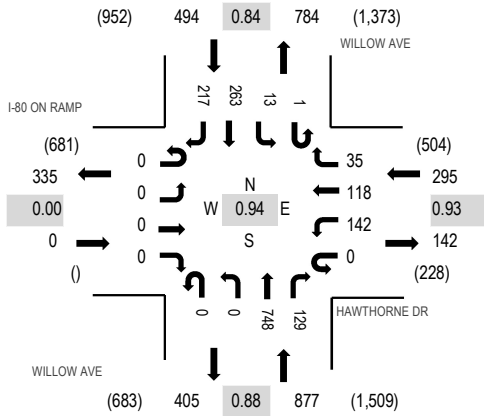 (952) 494 0.84 784 (1,373)
WILLOW AVE
217 263 13 1
I-80 ON RAMP
(681) (504)
0 35
335 295
0 118
N
0.00 W 0.94 E 0.93
0 142
0 S 142
0 0
() (228)
0 0 748 129
HAWTHORNE DR
WILLOW AVE
(683) 405 0.88 877 (1,509)